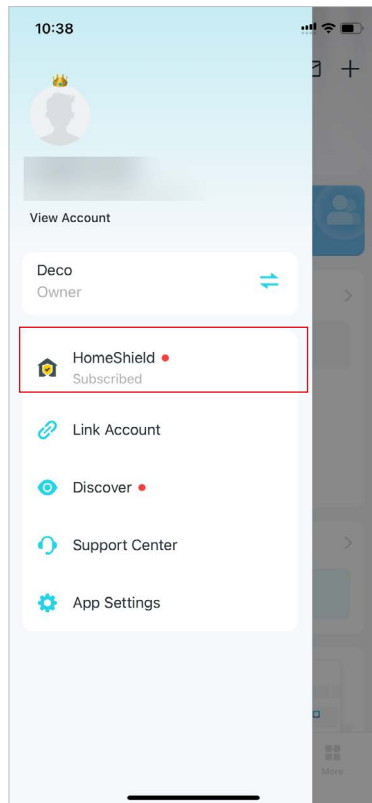 10:38
View Account
Deco
Owner
HomeShield
Subscribed
Link Account
Discover
Support Center
App Settings
More